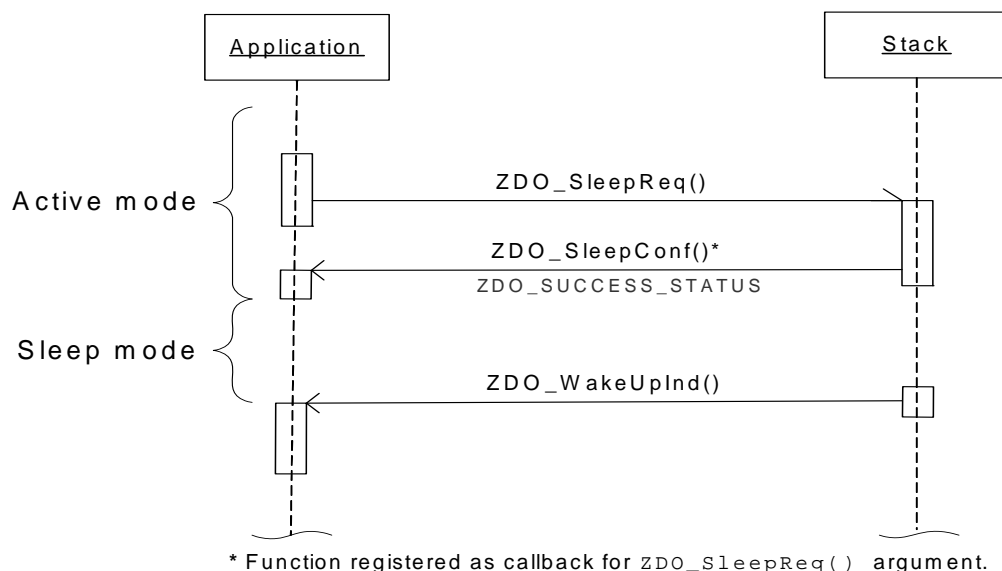 Application
Stack
Active mode
ZDO_SleepReq()
ZDO_SleepConf()*
ZDO_SUCCESS_STATUS
Sleep mode
ZDO_WakeUpInd()
* Function registered as callback for ZDO_SleepReq() argument.